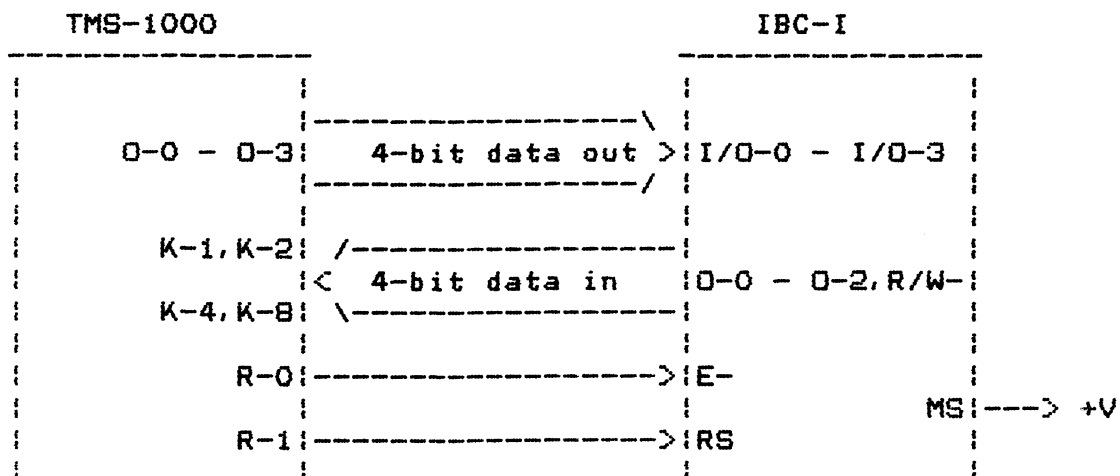 TMS-1000 IBC-I
O-0 - O-3 4-bit data out I/O-0 - I/O-3
K-1,K-2
4-bit data in O-0 - O-2,R/W-
K-4,K-8
R-0 E-
MS +V
R-1 RS